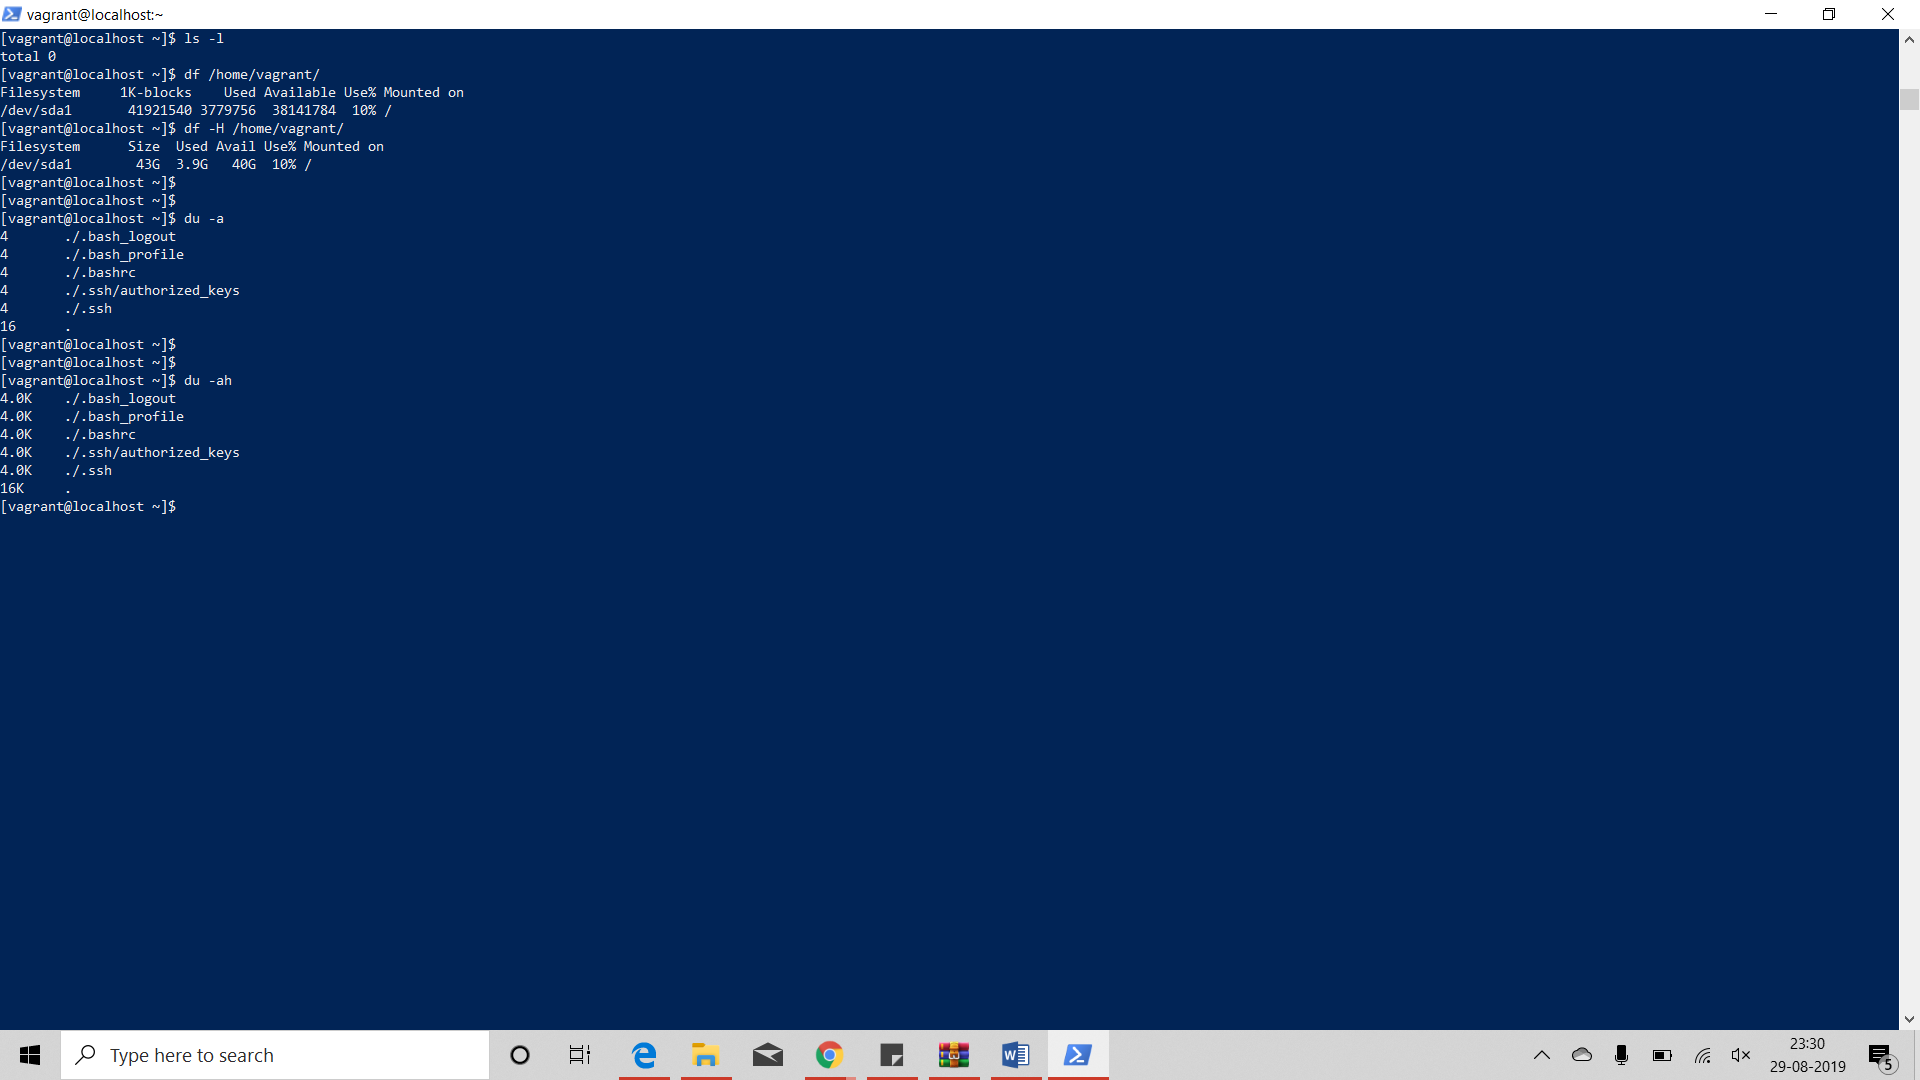 vagrant@localhost:~
[vagrant@localhost ~]$ ls -l
total 0
[vagrant@localhost ~]$ df /home/vagrant/
Filesystem     1K-blocks    Used Available Use% Mounted on
/dev/sda1       41921540 3779756  38141784  10% /
[vagrant@localhost ~]$ df -H /home/vagrant/
Filesystem      Size  Used Avail Use% Mounted on
/dev/sda1        43G  3.9G   40G  10% /
[vagrant@localhost ~]$
[vagrant@localhost ~]$
[vagrant@localhost ~]$ du -a
4       ./.bash_logout
4       ./.bash_profile
4       ./.bashrc
4       ./.ssh/authorized_keys
4       ./.ssh
16      .
[vagrant@localhost ~]$
[vagrant@localhost ~]$
[vagrant@localhost ~]$ du -ah
4.0K    ./.bash_logout
4.0K    ./.bash_profile
4.0K    ./.bashrc
4.0K    ./.ssh/authorized_keys
4.0K    ./.ssh
16K     .
[vagrant@localhost ~]$
Type here to search
23:30
29-08-2019
5